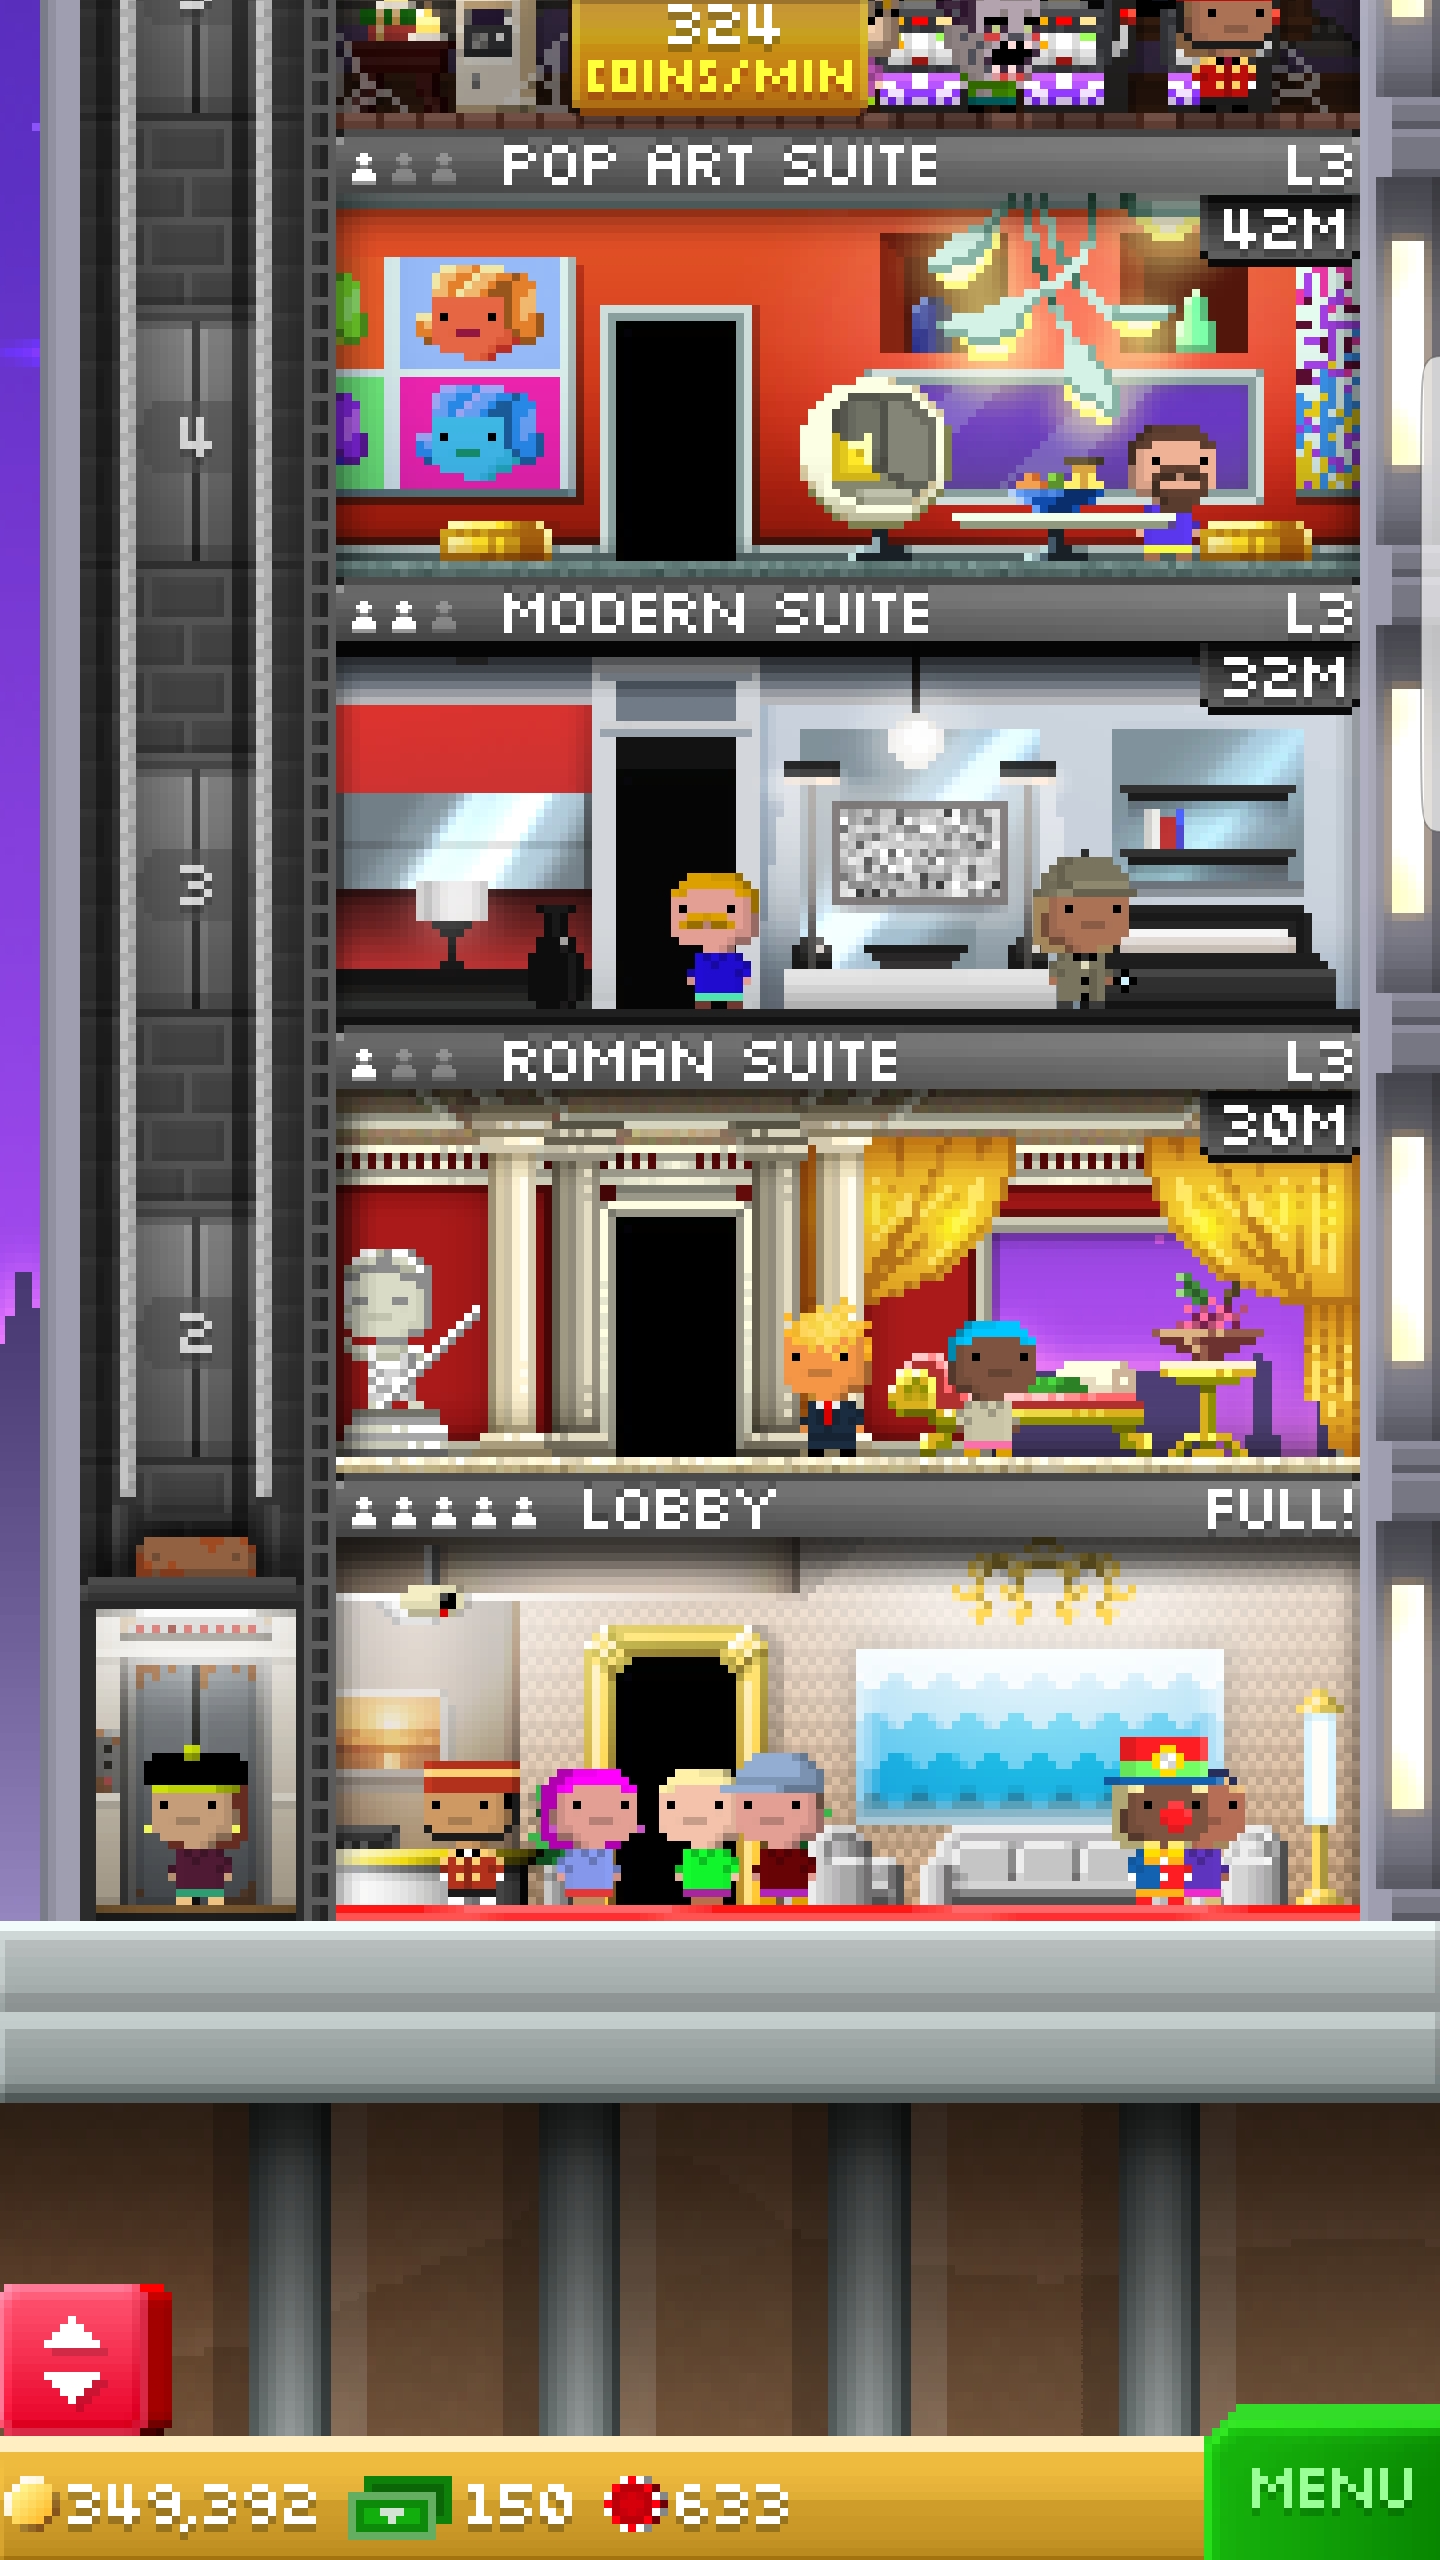 324
COINS/MIN
POP ART SUITE L3
42M
4
MODERN SUITE L3
32M
3
ROMAN SUITE L3
30M
2
LOBBY FULL!
349,392 150 633
MENU